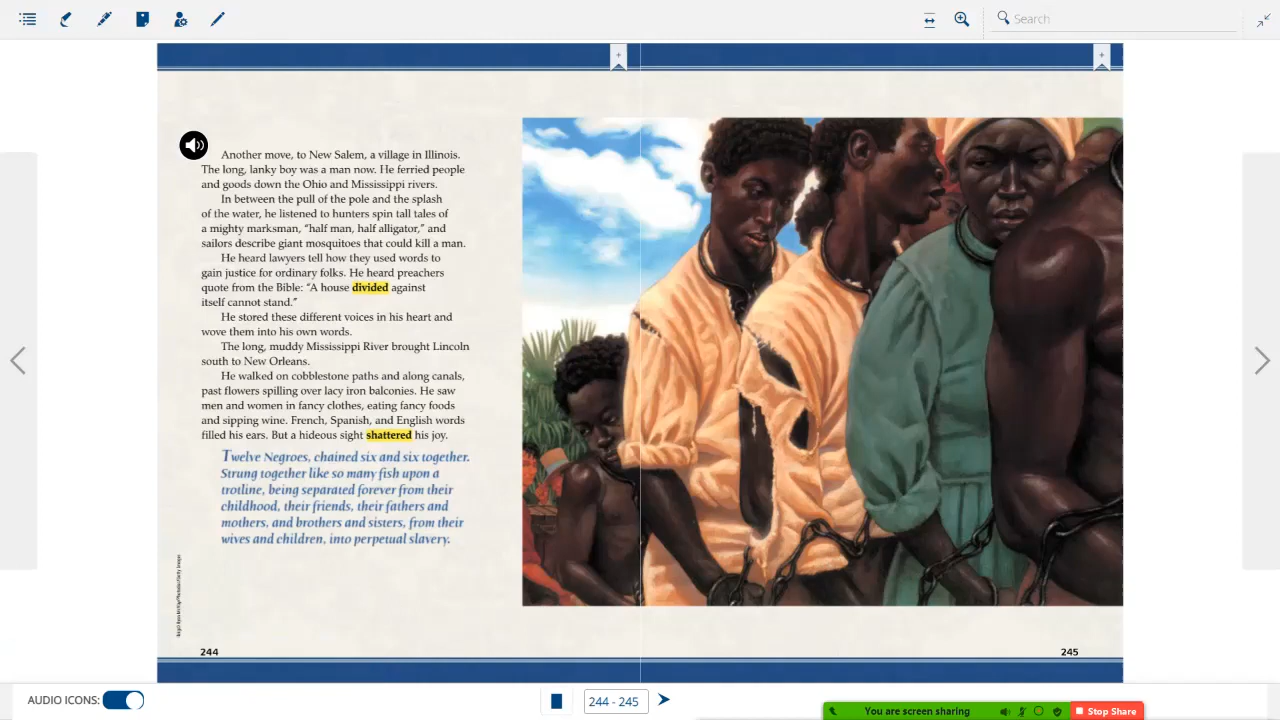 Search
Another move, to New Salem, a village in Illinois.
The long, lanky boy was a man now. He ferried people
and goods down the Ohio and Mississippi rivers.
In between the pull of the pole and the splash
of the water, he listened to hunters spin tall tales of
a mighty marksman, “half man, half alligator,” and
sailors describe giant mosquitoes that could kill a man.
He heard lawyers tell how they used words to
gain justice for ordinary folks. He heard preachers
quote from the Bible: “A house divided against
itself cannot stand.”
He stored these different voices in his heart and
wove them into his own words.
The long, muddy Mississippi River brought Lincoln
south to New Orleans.
He walked on cobblestone paths and along canals,
past flowers spilling over lacy iron balconies. He saw
men and women in fancy clothes, eating fancy foods
and sipping wine. French, Spanish, and English words
filled his ears. But a hideous sight shattered his joy.
Twelve Negroes, chained six and six together.
Strung together like so many fish upon a
trotline, being separated forever from their
childhood, their friends, their fathers and
mothers, and brothers and sisters, from their
wives and children, into perpetual slavery.
244
245
AUDIO ICONS:
244 - 245
You are screen sharing
Stop Share